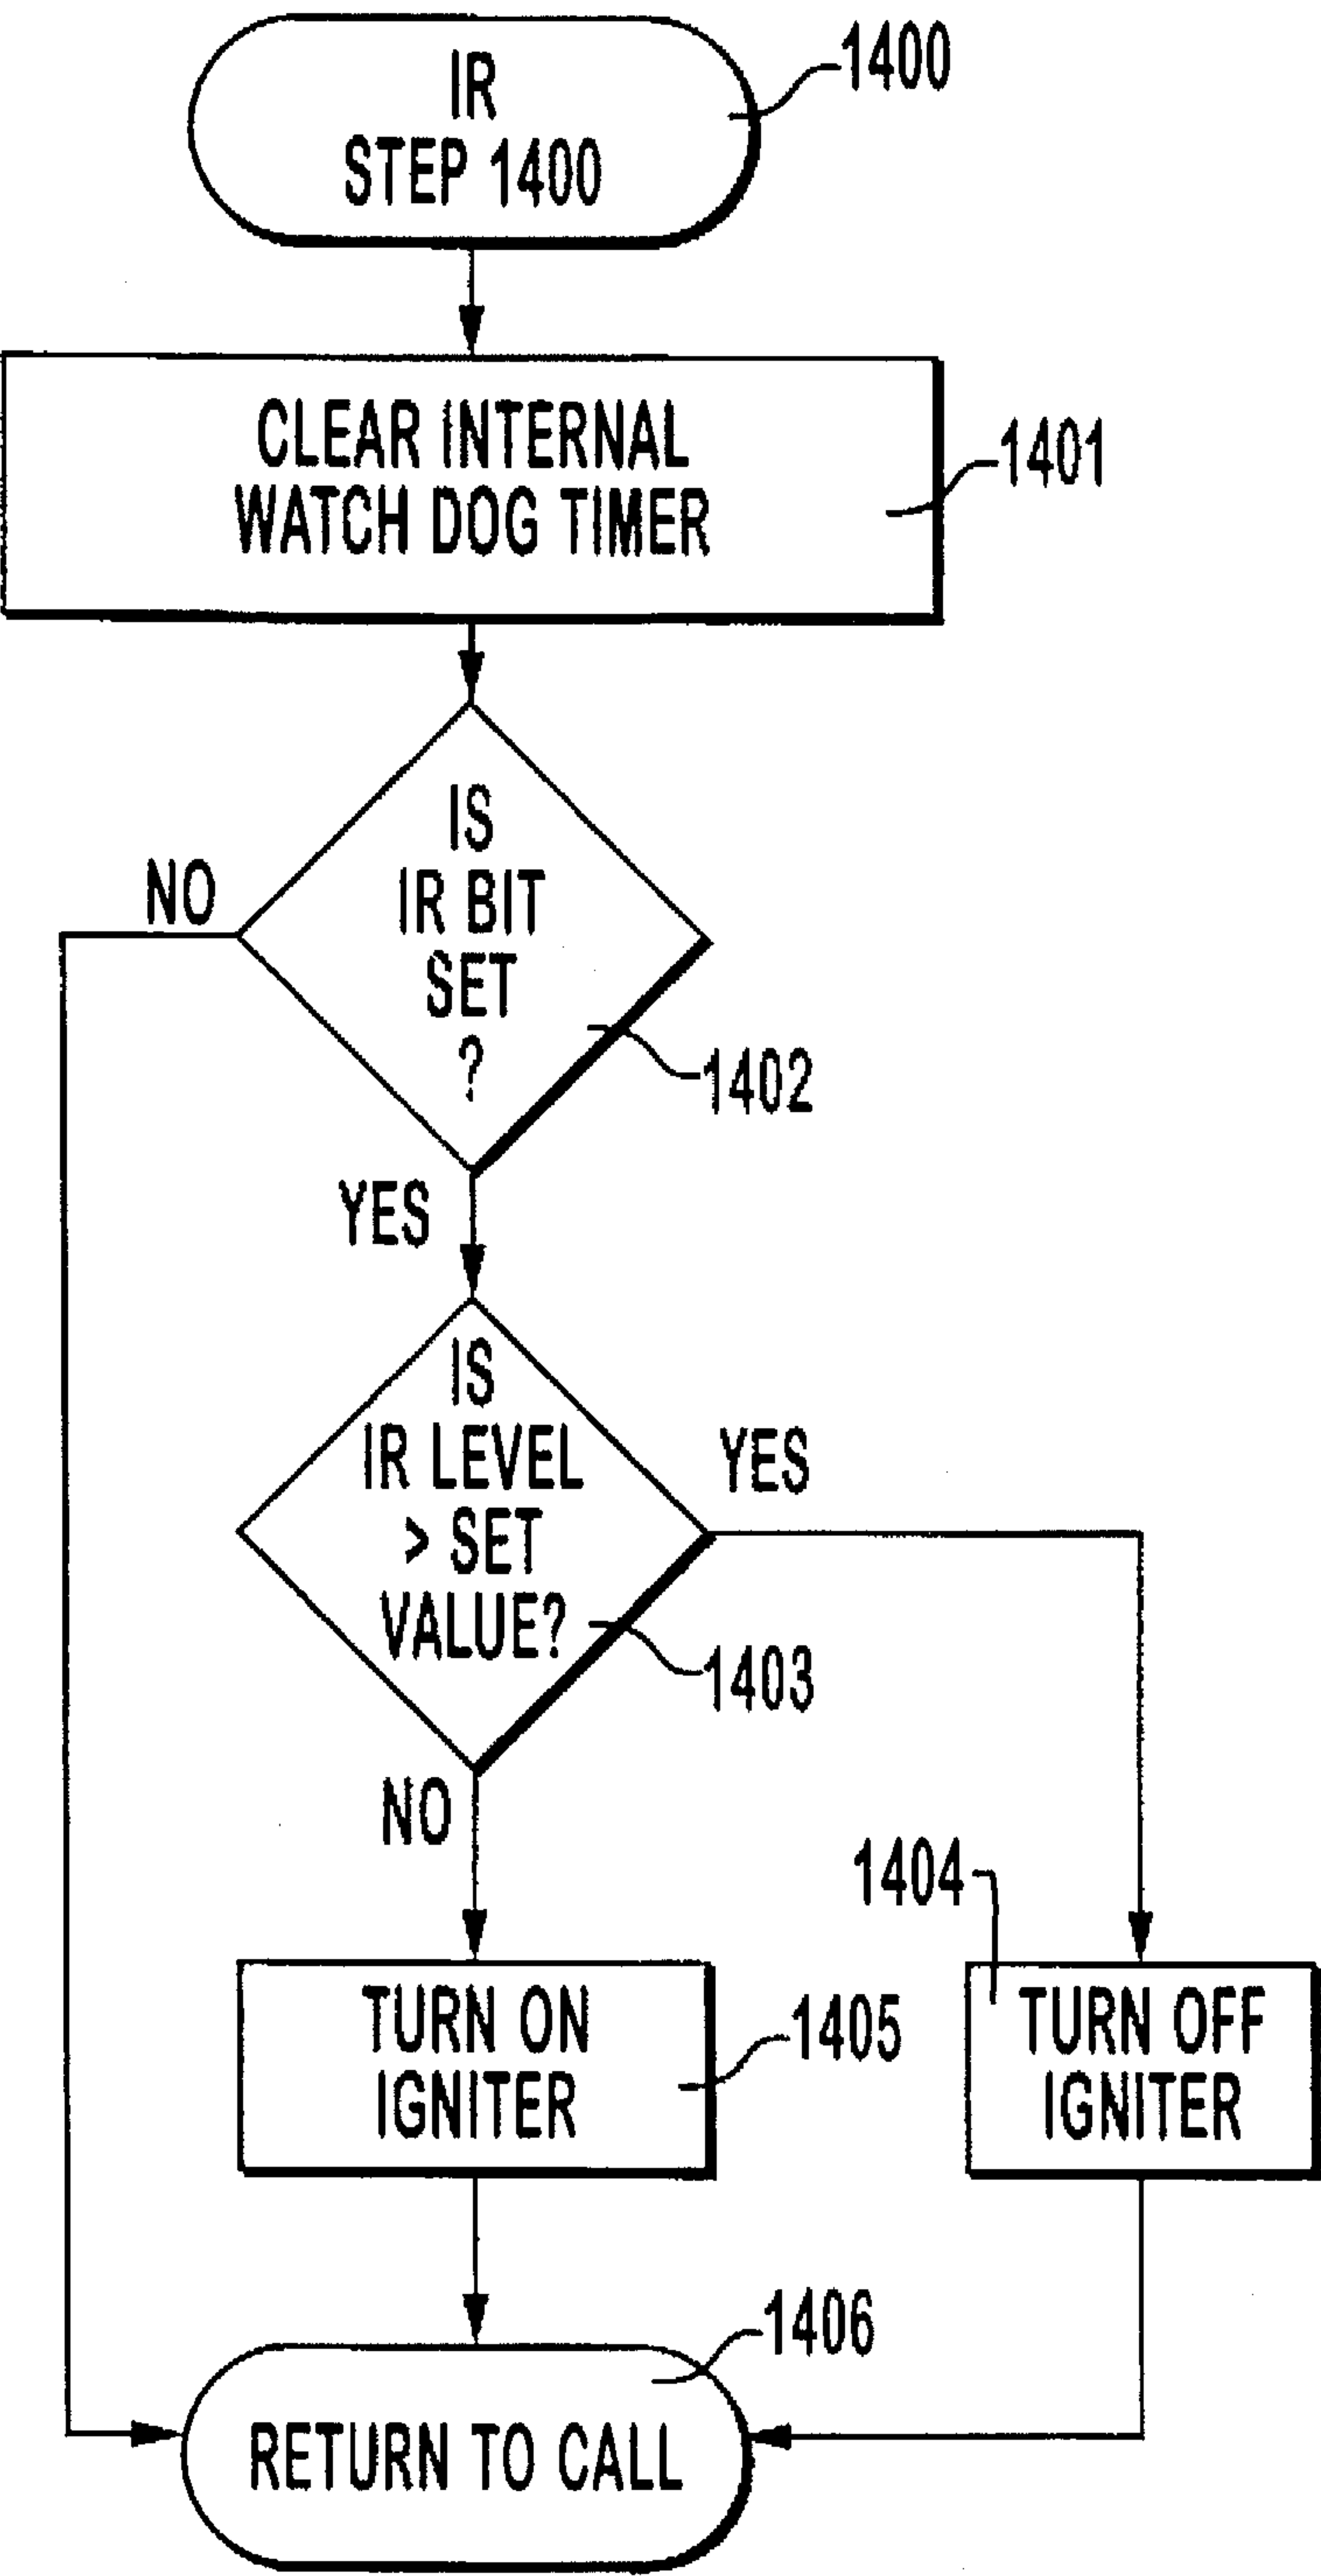 IR
STEP 1400
1400
CLEAR INTERNAL
WATCH DOG TIMER
1401
IS
IR BIT
SET
?
1402
NO
YES
IS
IR LEVEL
> SET
VALUE?
1403
YES
NO
TURN ON
IGNITER
1405
1404
TURN OFF
IGNITER
1406
RETURN TO CALL